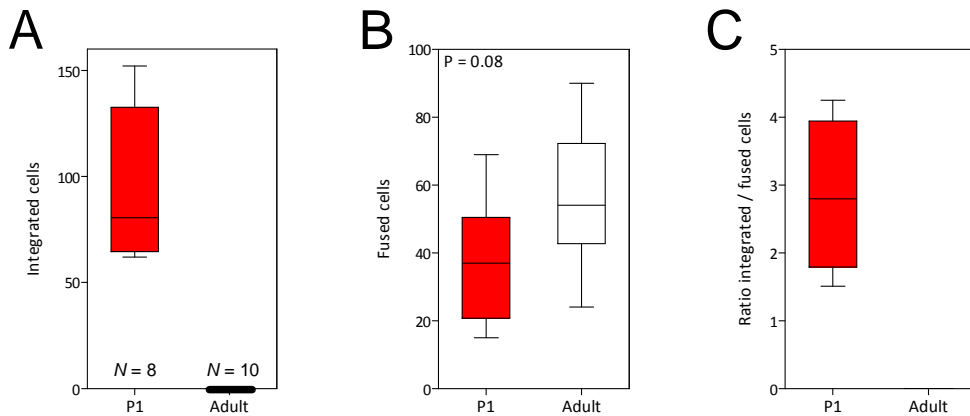 A
Integrated cells
150
100
50
0
N = 8
N = 10
P1
Adult
B
Fused cells
P = 0.08
100
80
60
40
20
0
P1
Adult
C
Ratio integrated / fused cells
5
4
3
2
1
0
P1
Adult